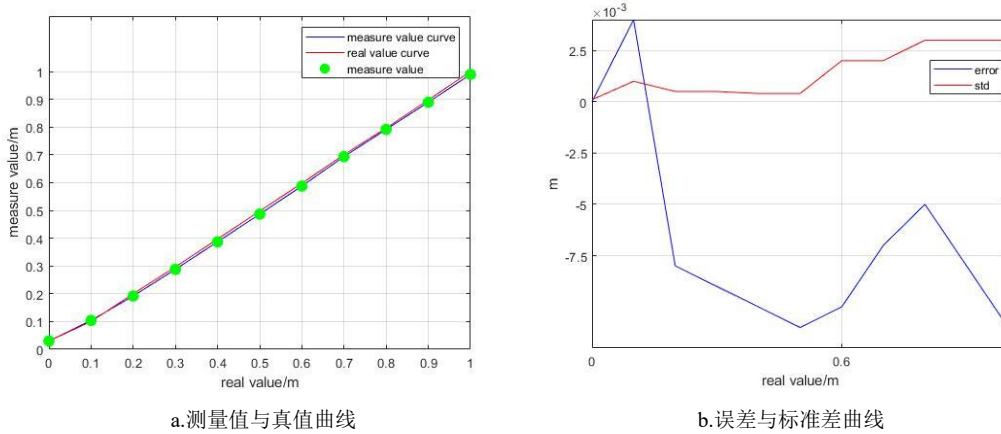 measure value curve
real value curve
measure value
1
0.9
0.8
0.7
0.6
0.5
0.4
0.3
0.2
0.1
0
measure value/m
0 0.1 0.2 0.3 0.4 0.5 0.6 0.7 0.8 0.9 1
real value/m
a.测量值与真值曲线
×10⁻³
error
std
2.5
0
-2.5
-5
-7.5
m
0 0.6
real value/m
b.误差与标准差曲线